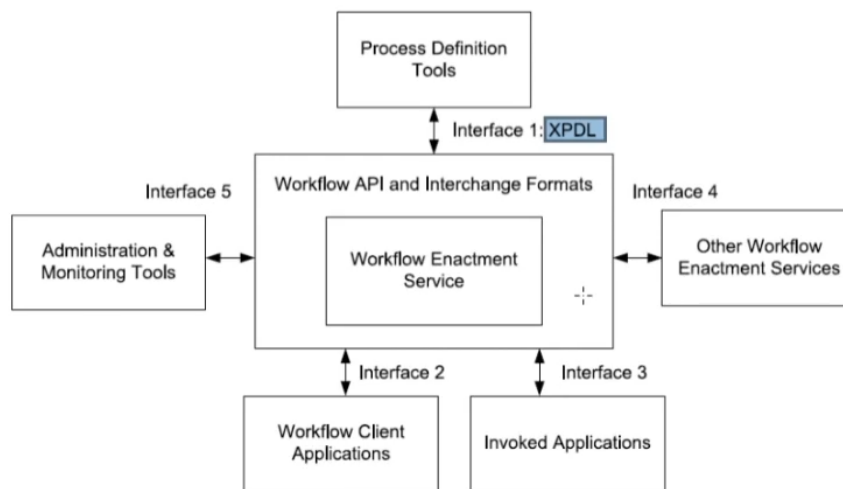 Process Definition
Tools
Interface 1: XPDL
Workflow API and Interchange Formats
Interface 5
Interface 4
Administration &
Monitoring Tools
Workflow Enactment
Service
Other Workflow
Enactment Services
Interface 2
Interface 3
Workflow Client
Applications
Invoked Applications